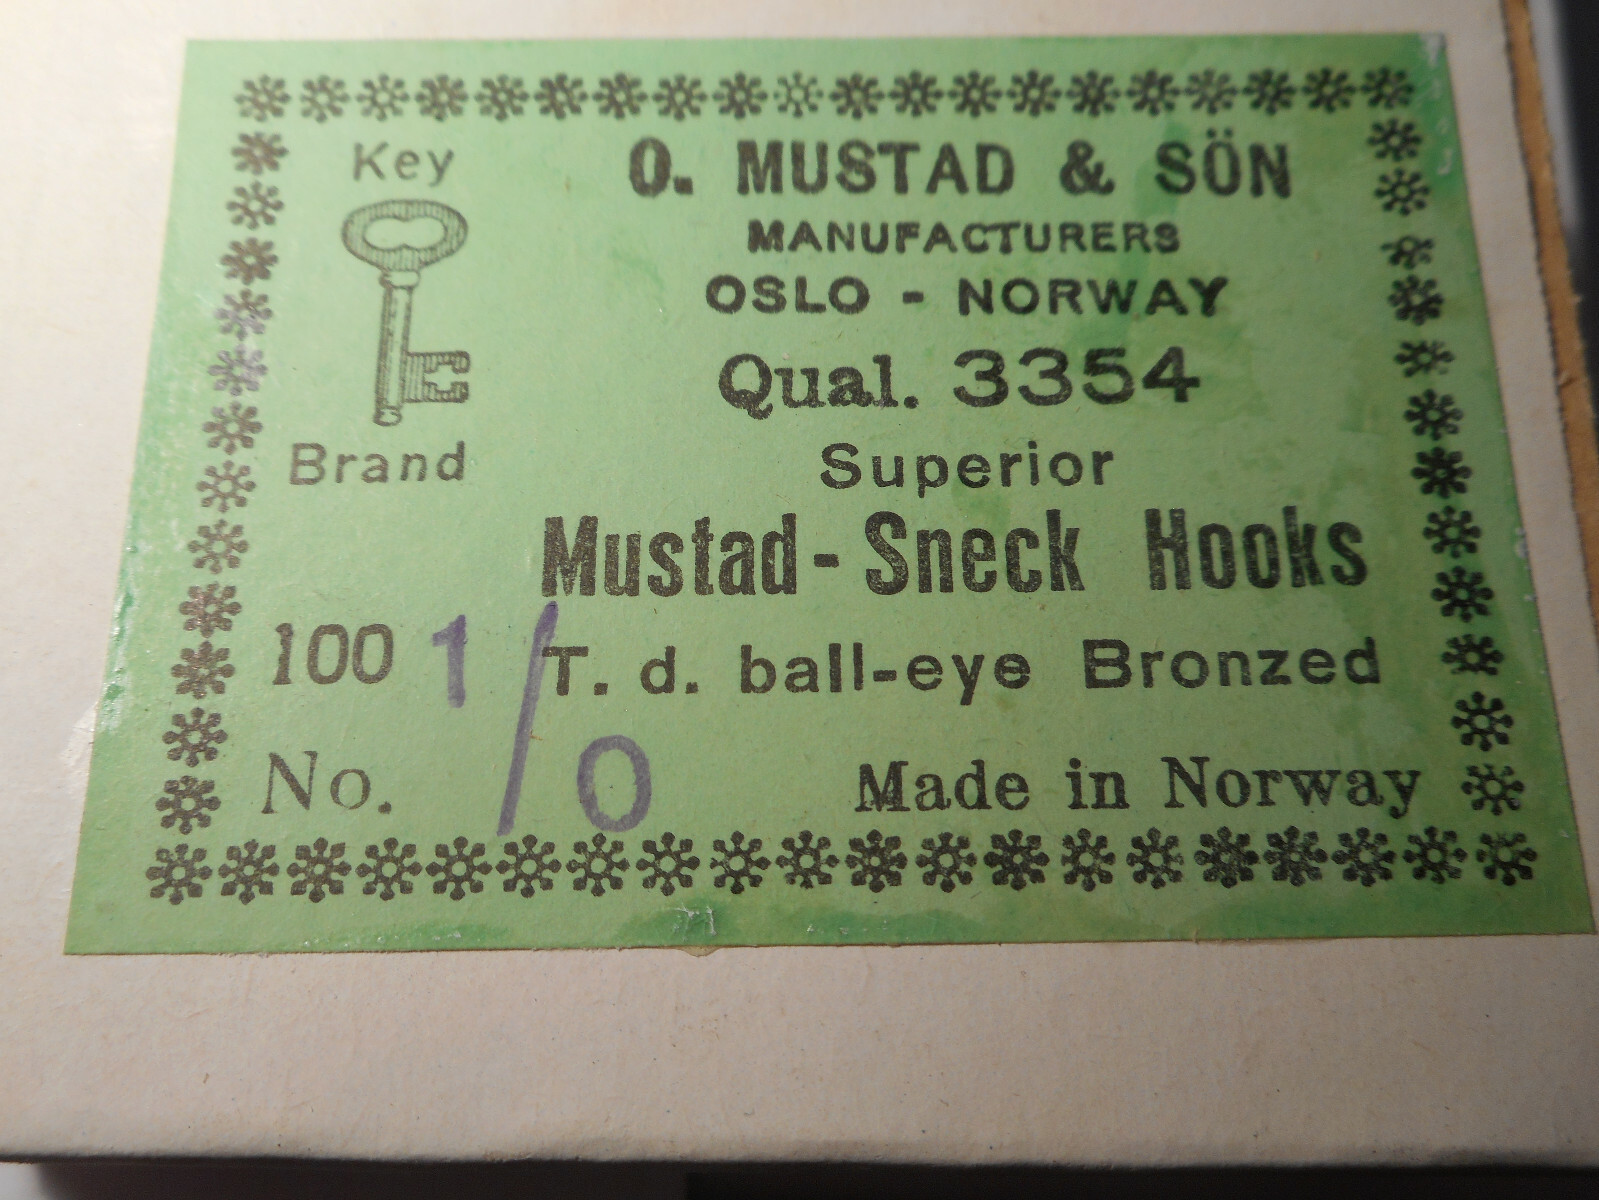 Key
O. MUSTAD & SÖN
MANUFACTURERS
OSLO - NORWAY
Qual. 3354
Brand
Superior
Mustad-Sneck Hooks
100
T. d. ball-eye Bronzed
No. 1/0
Made in Norway